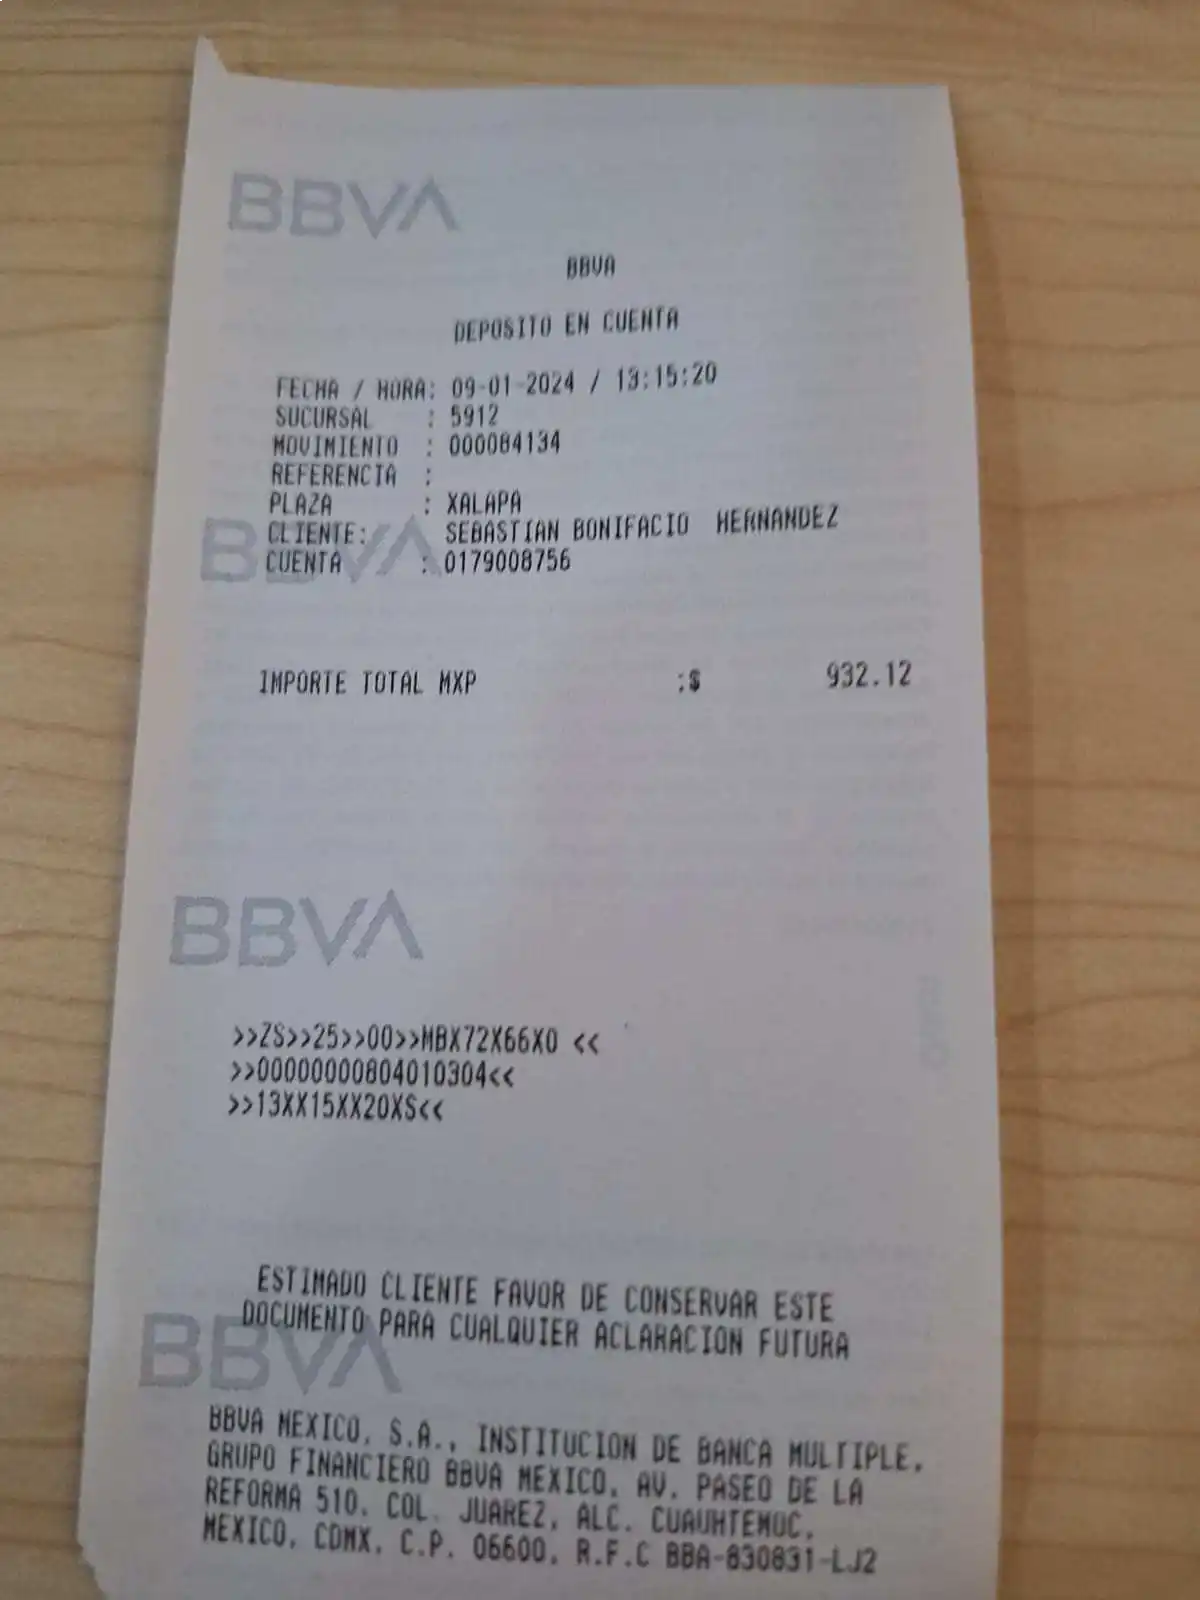 BBVA
BBVA
DEPOSITO EN CUENTA
FECHA / HORA: 09-01-2024 / 13:15:20
SUCURSAL : 5912
MOVIMIENTO : 000084134
REFERENCIA :
PLAZA : XALAPA
CLIENTE: SEBASTIAN BONIFACIO HERNANDEZ
BBVA
CUENTA : 0179008756
IMPORTE TOTAL MXP :$ 932.12
BBVA
>>ZS>>25>>00>>MBX72X66X0 <<
>>00000000804010304<<
>>13XX15XX20XS<<
ESTIMADO CLIENTE FAVOR DE CONSERVAR ESTE
DOCUMENTO PARA CUALQUIER ACLARACION FUTURA
BBVA
BBVA MEXICO, S.A., INSTITUCION DE BANCA MULTIPLE,
GRUPO FINANCIERO BBVA MEXICO, AV. PASEO DE LA
REFORMA 510, COL. JUAREZ, ALC. CUAUHTEMOC,
MEXICO, CDMX, C.P. 06600, R.F.C BBA-830831-LJ2